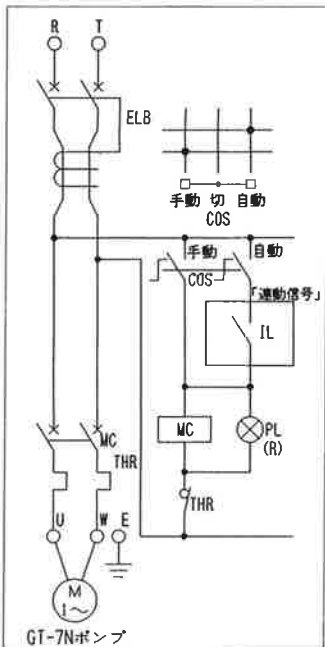 R T
ELB
手動 切 自動
COS
手動 自動
COS
「連動信号」
IL
MC
THR
MC
PL
(R)
THR
U W E
M
1~
GT-7Nポンプ